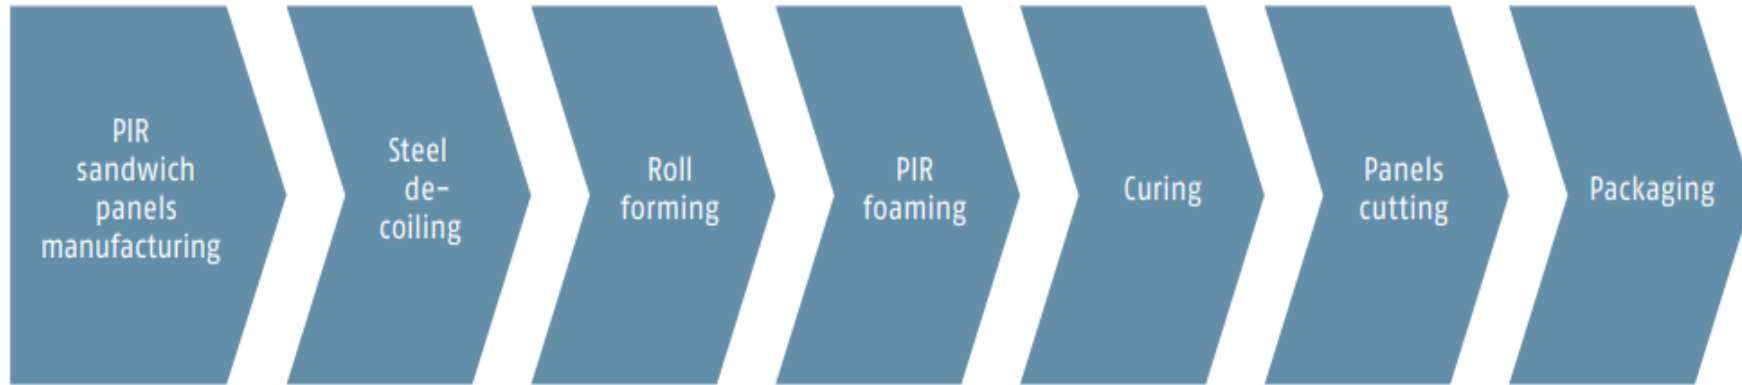 PIR
sandwich
panels
manufacturing
Steel
de-
coiling
Roll
forming
PIR
foaming
Curing
Panels
cutting
Packaging